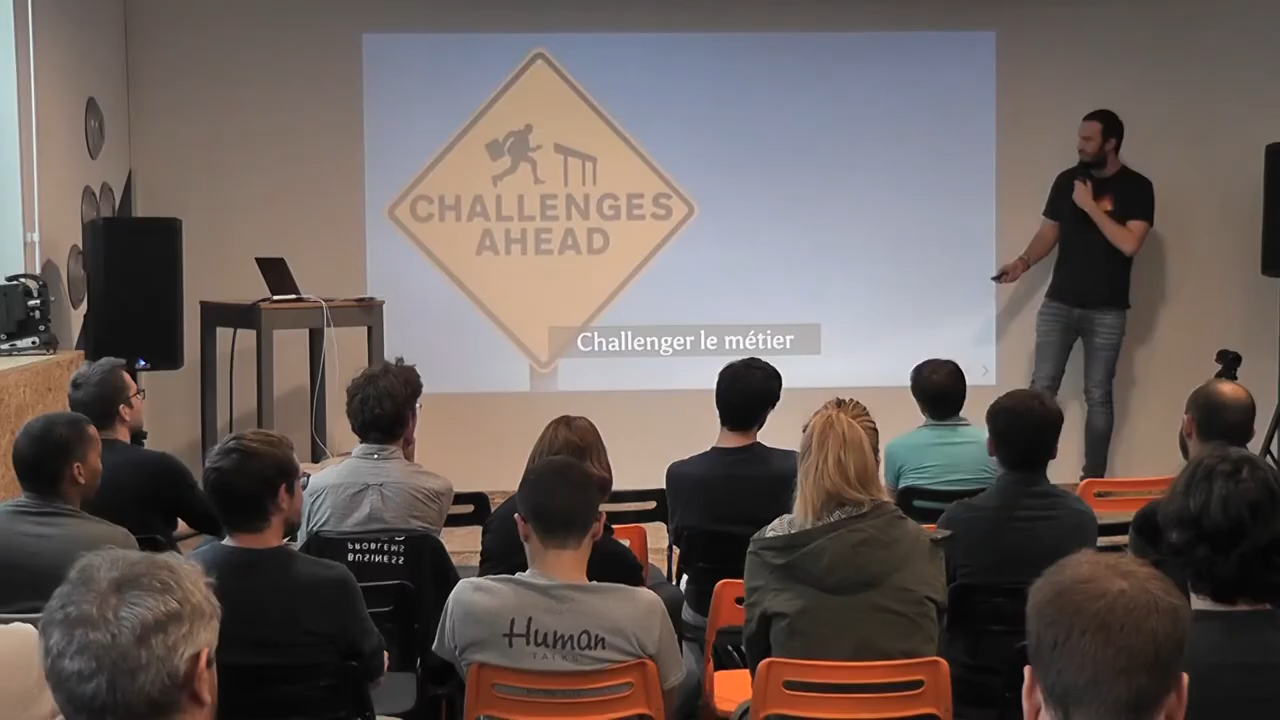 CHALLENGES
AHEAD
Challenger le métier
PROBLEMS
BUSINESS
Human
TALKS